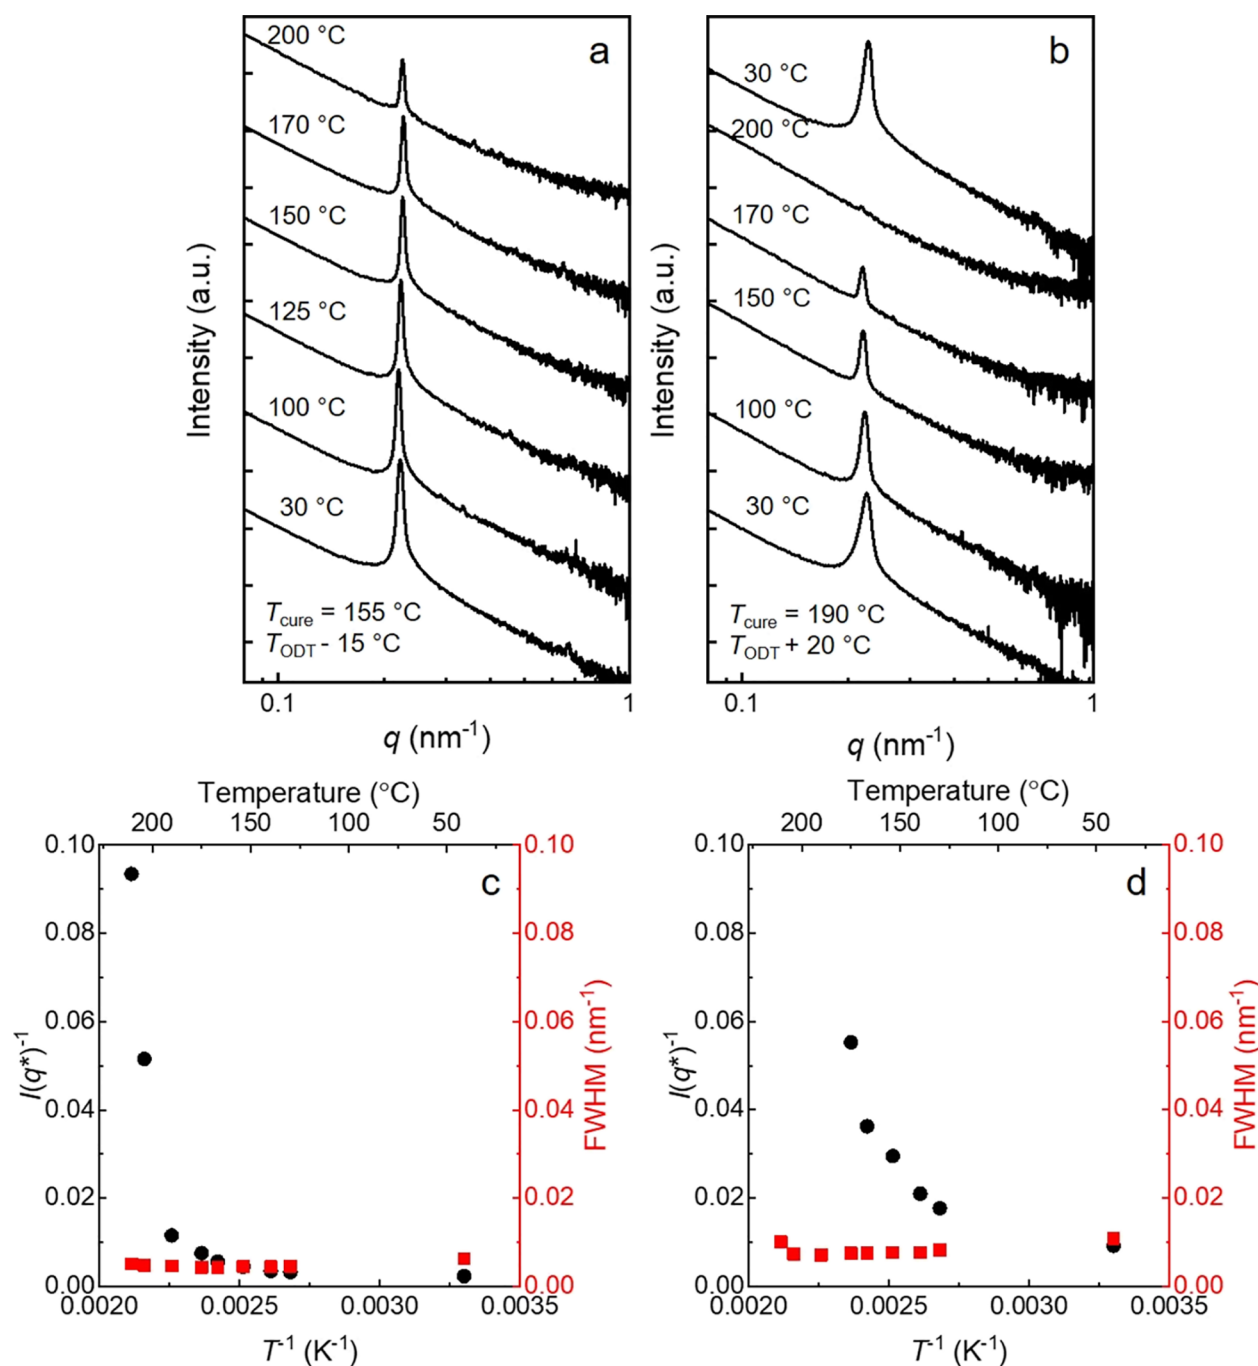 a
200 °C
170 °C
150 °C
125 °C
100 °C
30 °C
T_cure = 155 °C
T_ODT - 15 °C
Intensity (a.u.)
0.1 1
q (nm⁻¹)
b
30 °C
200 °C
170 °C
150 °C
100 °C
30 °C
T_cure = 190 °C
T_ODT + 20 °C
Intensity (a.u.)
0.1 1
q (nm⁻¹)
Temperature (°C)
200 150 100 50
c
0.10
0.08
0.06
0.04
0.02
0.00
I(q*)⁻¹
0.10
0.08
0.06
0.04
0.02
0.00
FWHM (nm⁻¹)
0.0020 0.0025 0.0030 0.0035
T⁻¹ (K⁻¹)
Temperature (°C)
200 150 100 50
d
0.10
0.08
0.06
0.04
0.02
0.00
I(q*)⁻¹
0.10
0.08
0.06
0.04
0.02
0.00
FWHM (nm⁻¹)
0.0020 0.0025 0.0030 0.0035
T⁻¹ (K⁻¹)